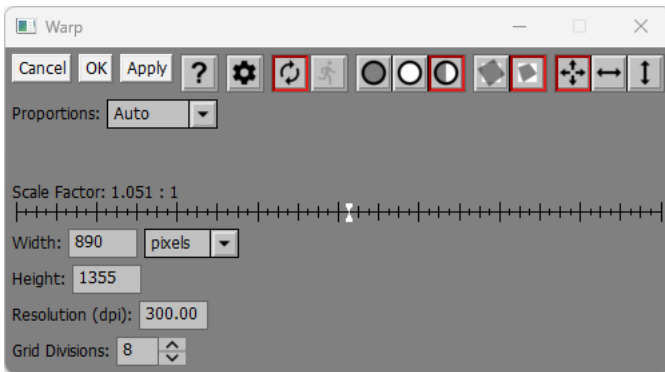 Warp
Cancel OK Apply ?
Proportions: Auto
Scale Factor: 1.051 : 1
Width: 890 pixels
Height: 1355
Resolution (dpi): 300.00
Grid Divisions: 8